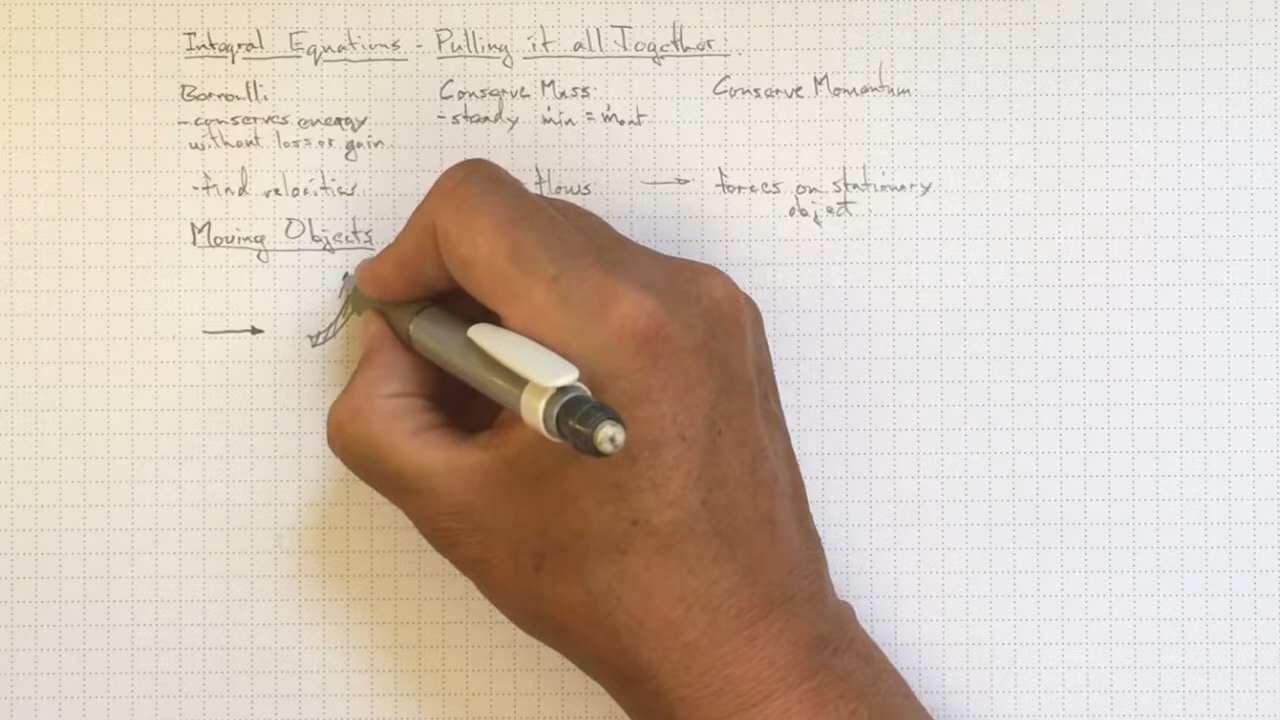 Integral Equations - Pulling it all Together
Bernoulli
Conserve Mass
Conserve Momentum
- conserves energy
without loss or gain
- steady ṁin = ṁout
- find velocities
flows → forces on stationary
object
Moving Objects